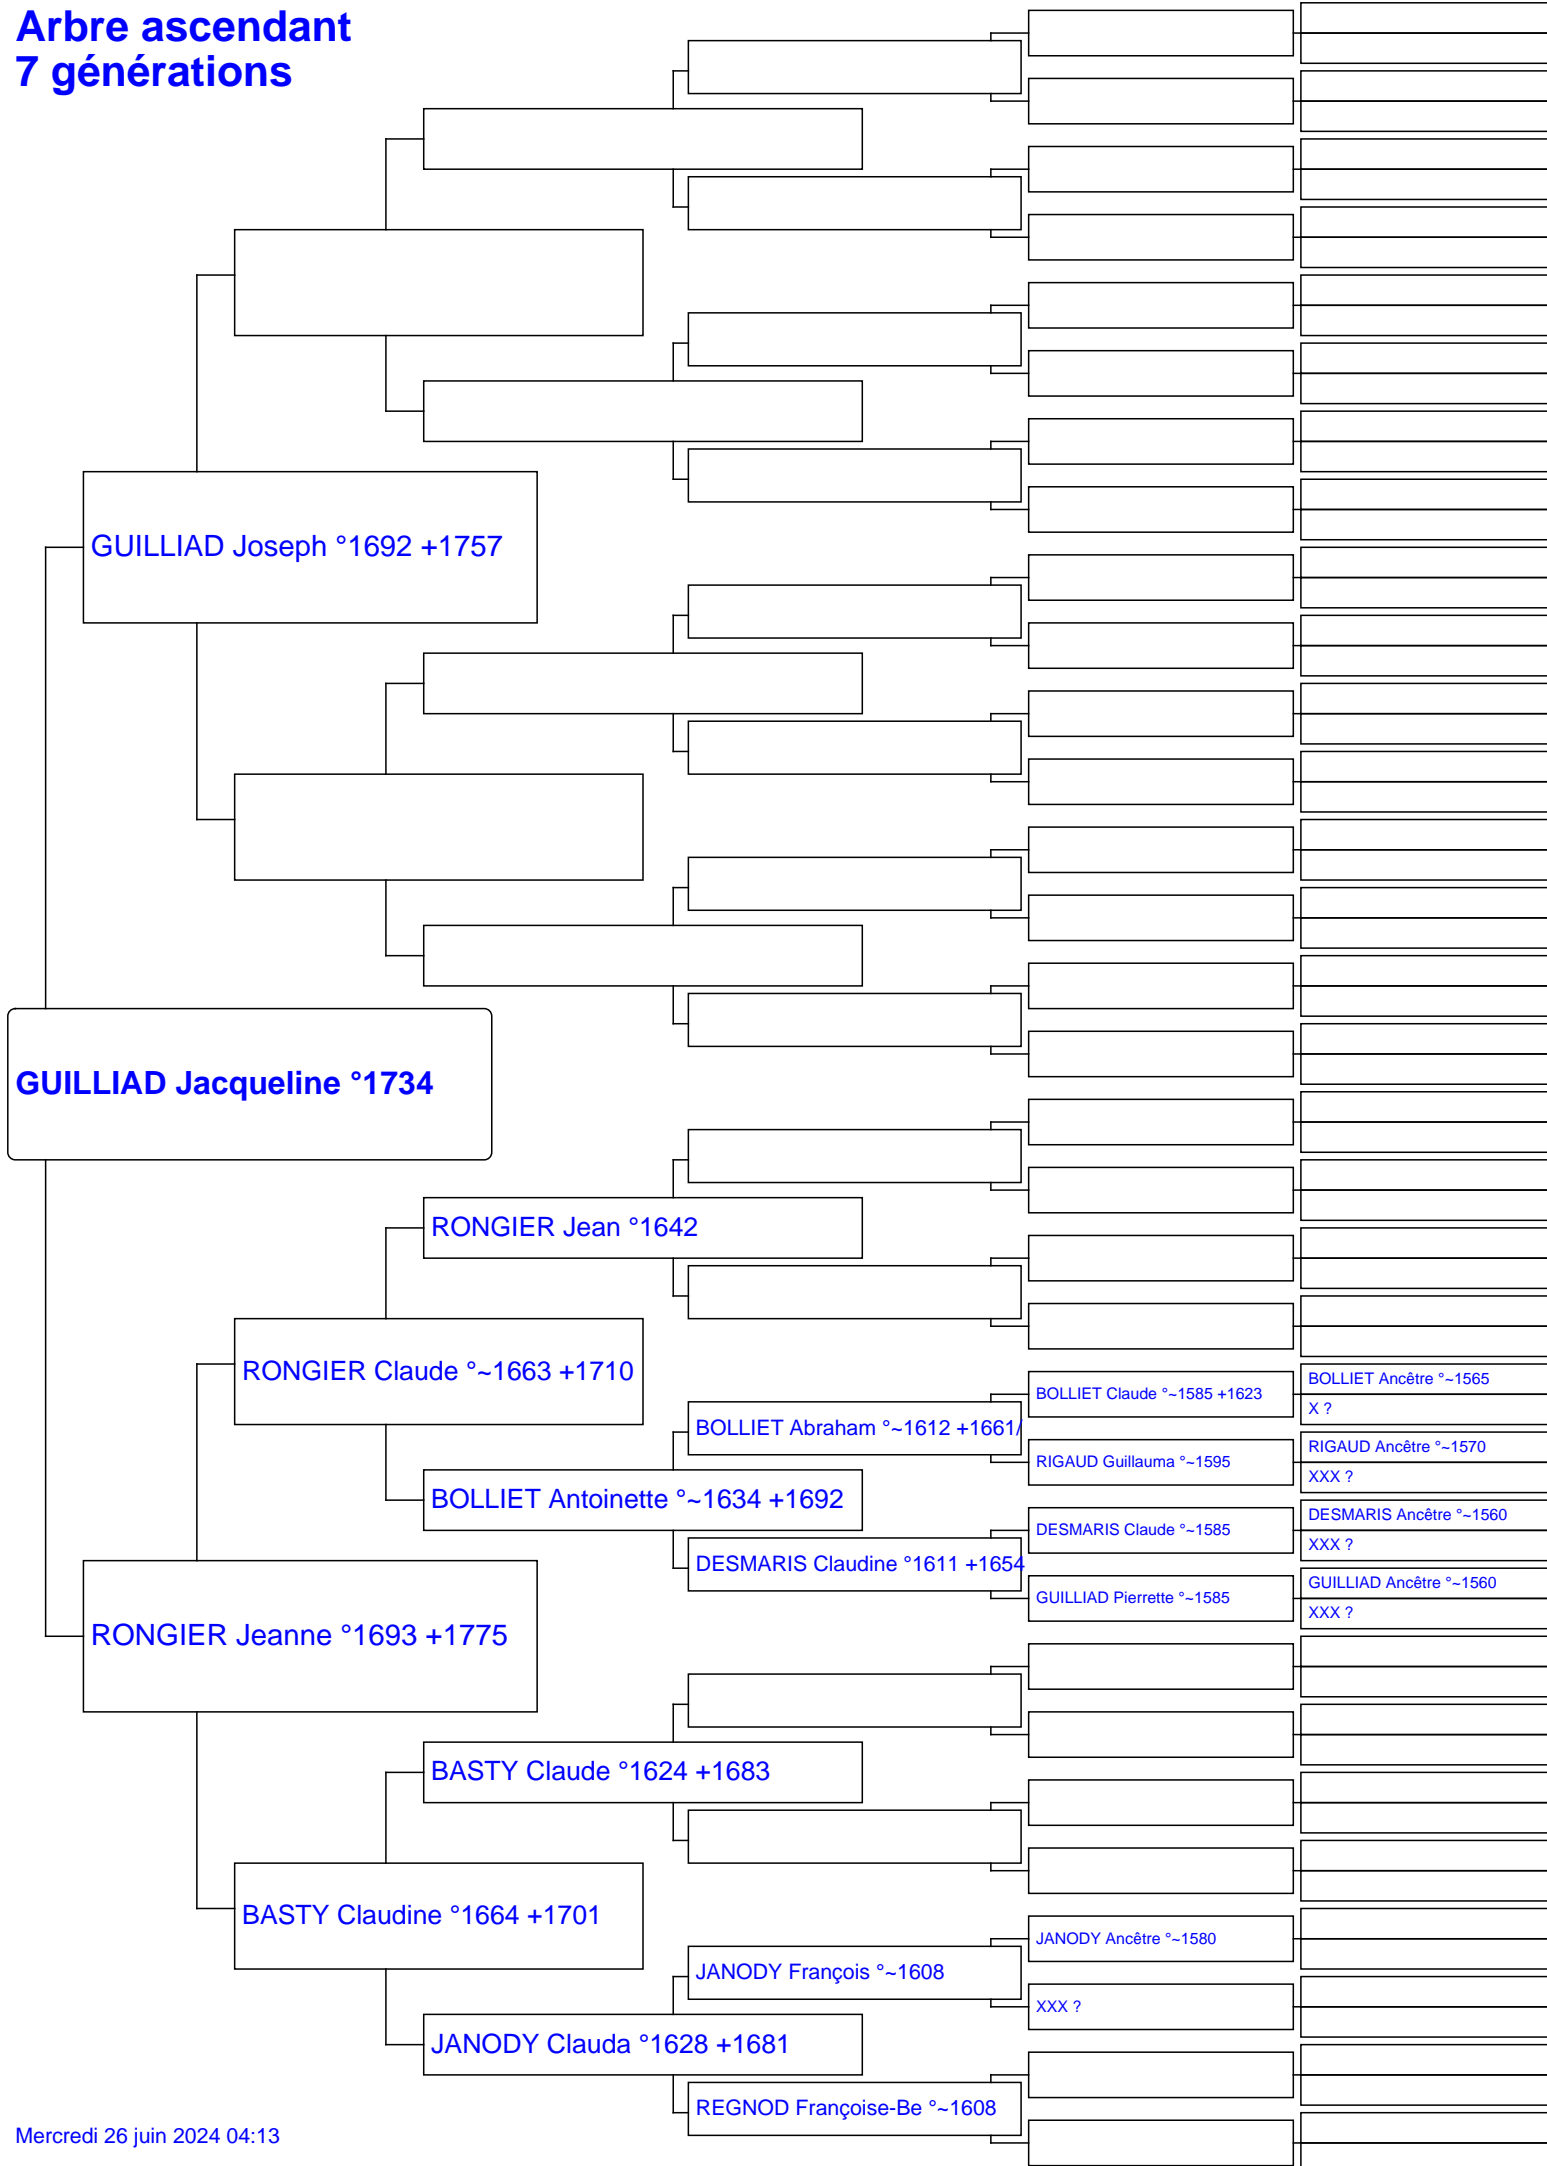 Arbre ascendant
7 générations
GUILLIAD Joseph °1692 +1757
GUILLIAD Jacqueline °1734
RONGIER Jean °1642
RONGIER Claude °~1663 +1710
BOLLIET Claude °~1585 +1623
BOLLIET Ancêtre °~1565
X ?
BOLLIET Abraham °~1612 +1661/
RIGAUD Guillauma °~1595
RIGAUD Ancêtre °~1570
XXX ?
BOLLIET Antoinette °~1634 +1692
DESMARIS Claude °~1585
DESMARIS Ancêtre °~1560
XXX ?
DESMARIS Claudine °1611 +1654
GUILLIAD Pierrette °~1585
GUILLIAD Ancêtre °~1560
XXX ?
RONGIER Jeanne °1693 +1775
BASTY Claude °1624 +1683
BASTY Claudine °1664 +1701
JANODY Ancêtre °~1580
JANODY François °~1608
XXX ?
JANODY Clauda °1628 +1681
REGNOD Françoise-Be °~1608
Mercredi 26 juin 2024 04:13